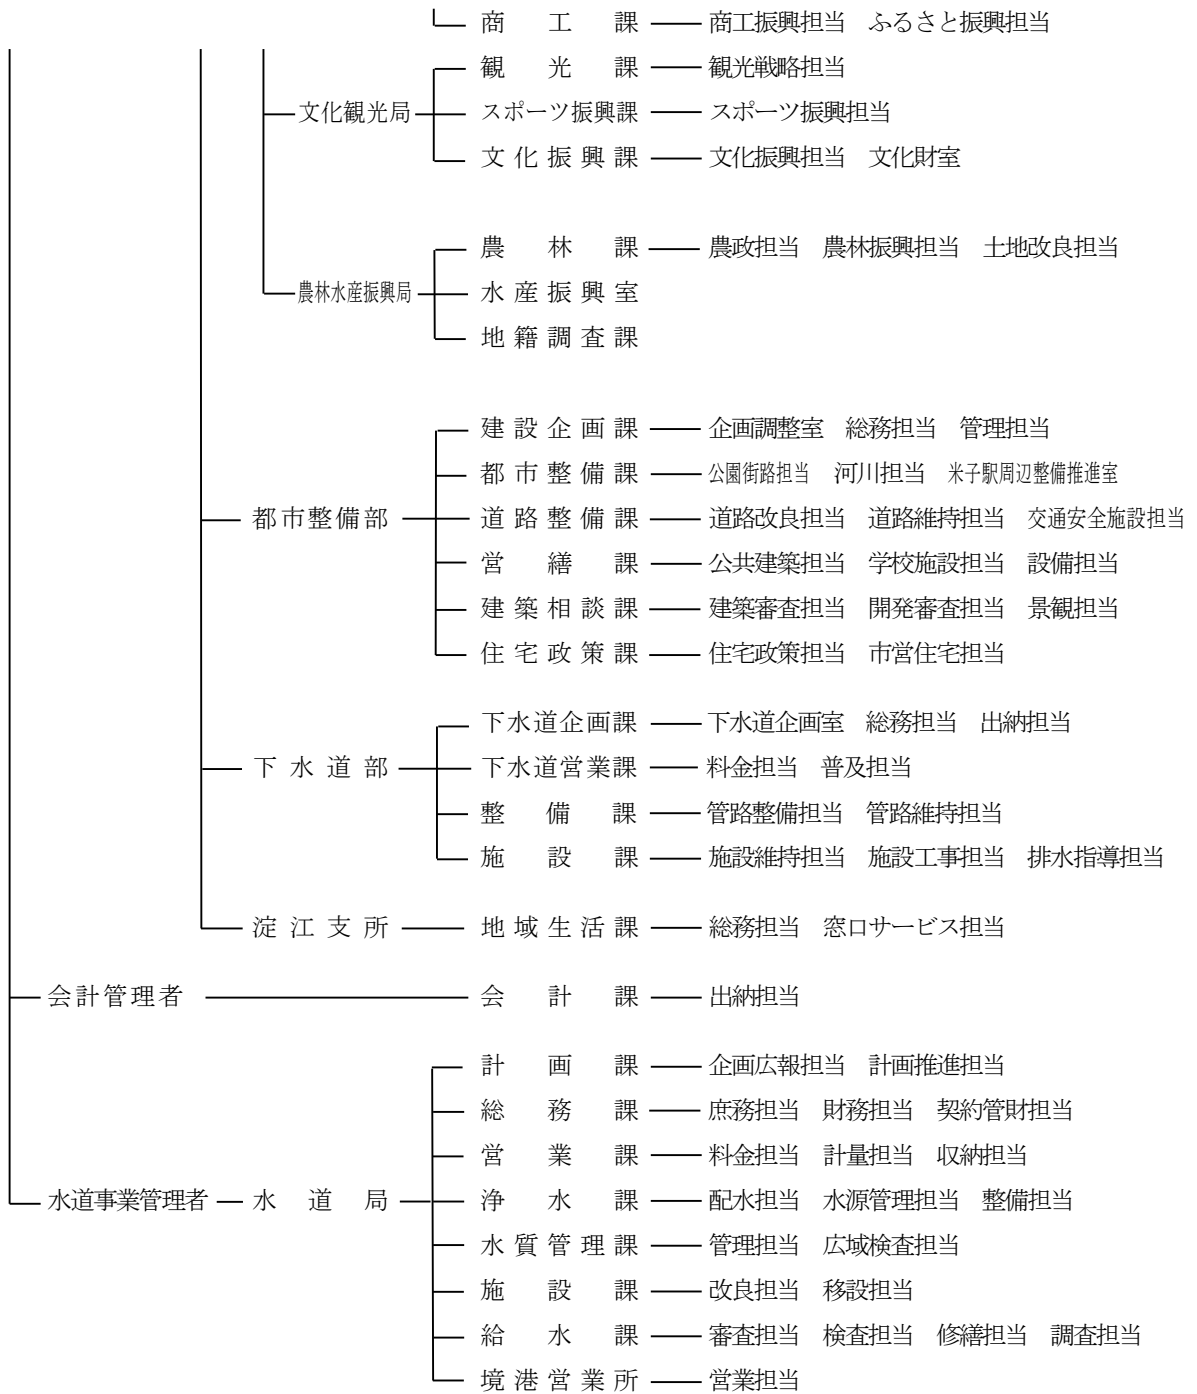 商工課 商工振興担当 ふるさと振興担当
観光課 観光戦略担当
文化観光局 スポーツ振興課 スポーツ振興担当
文化振興課 文化振興担当 文化財室
農林課 農政担当 農林振興担当 土地改良担当
農林水産振興局 水産振興室
地籍調査課
建設企画課 企画調整室 総務担当 管理担当
都市整備課 公園街路担当 河川担当 米子駅周辺整備推進室
都市整備部 道路整備課 道路改良担当 道路維持担当 交通安全施設担当
営繕課 公共建築担当 学校施設担当 設備担当
建築相談課 建築審査担当 開発審査担当 景観担当
住宅政策課 住宅政策担当 市営住宅担当
下水道企画課 下水道企画室 総務担当 出納担当
下水道部 下水道営業課 料金担当 普及担当
整備課 管路整備担当 管路維持担当
施設課 施設維持担当 施設工事担当 排水指導担当
淀江支所 地域生活課 総務担当 窓口サービス担当
会計管理者 会計課 出納担当
計画課 企画広報担当 計画推進担当
総務課 庶務担当 財務担当 契約管財担当
営業課 料金担当 計量担当 収納担当
水道事業管理者 水道局 浄水課 配水担当 水源管理担当 整備担当
水質管理課 管理担当 広域検査担当
施設課 改良担当 移設担当
給水課 審査担当 検査担当 修繕担当 調査担当
境港営業所 営業担当